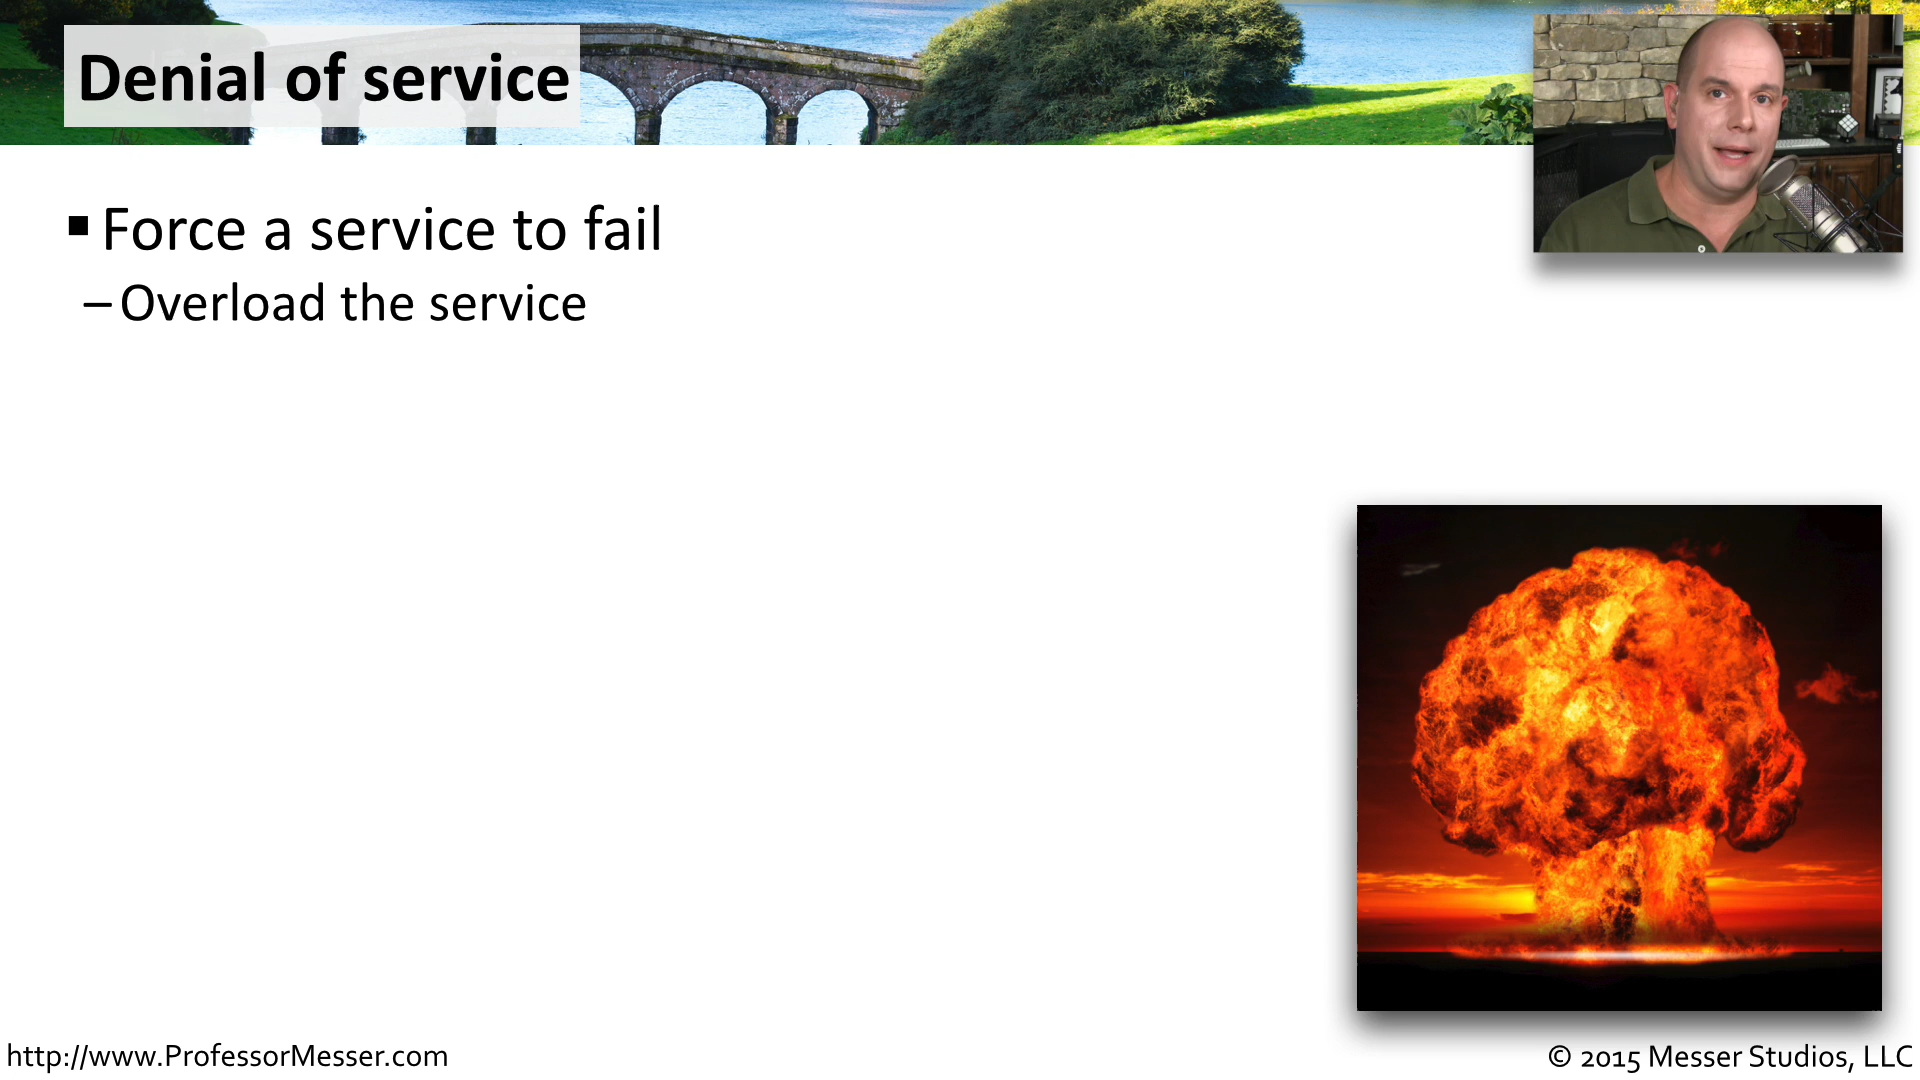 Denial of service
▪ Force a service to fail
– Overload the service
http://www.ProfessorMesser.com
© 2015 Messer Studios, LLC